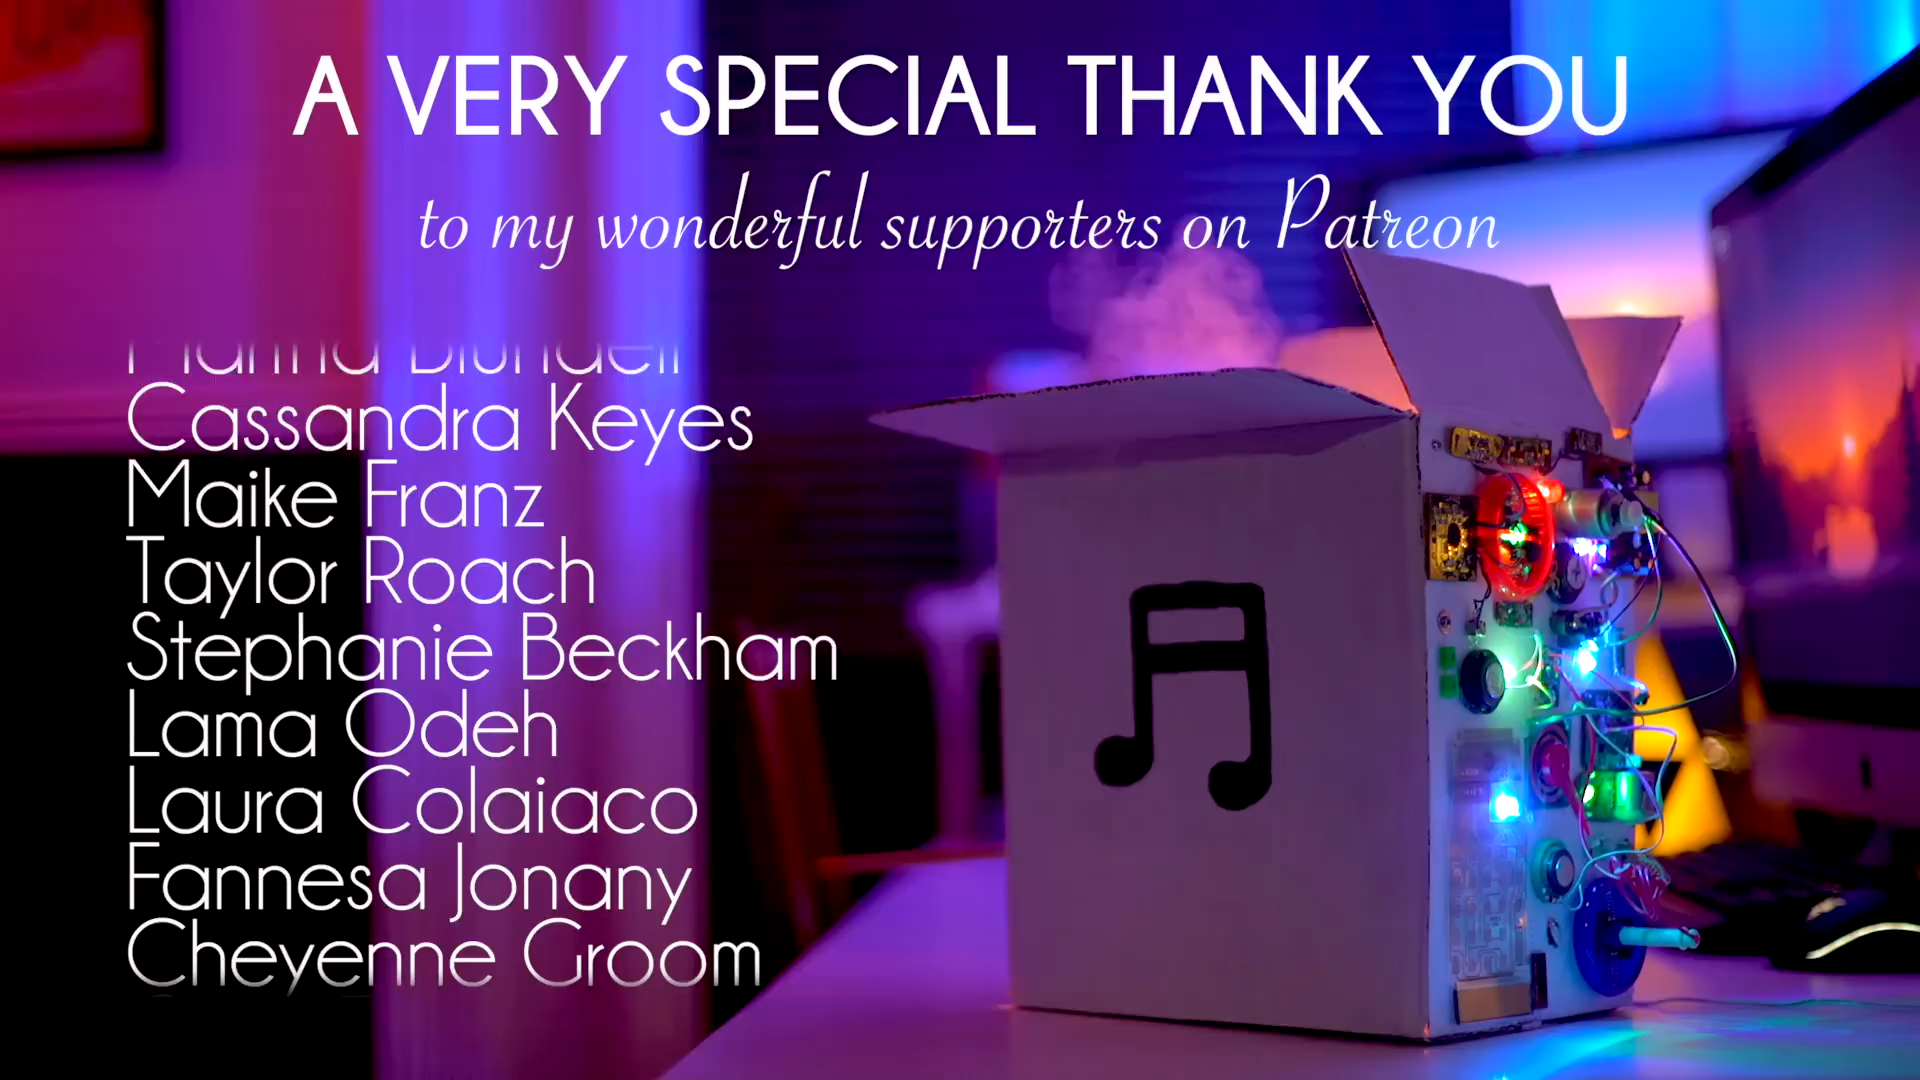 A VERY SPECIAL THANK YOU
to my wonderful supporters on Patreon
Cassandra Keyes
Maike Franz
Taylor Roach
Stephanie Beckham
Lama Odeh
Laura Colaiaco
Fannesa Jonany
Cheyenne Groom